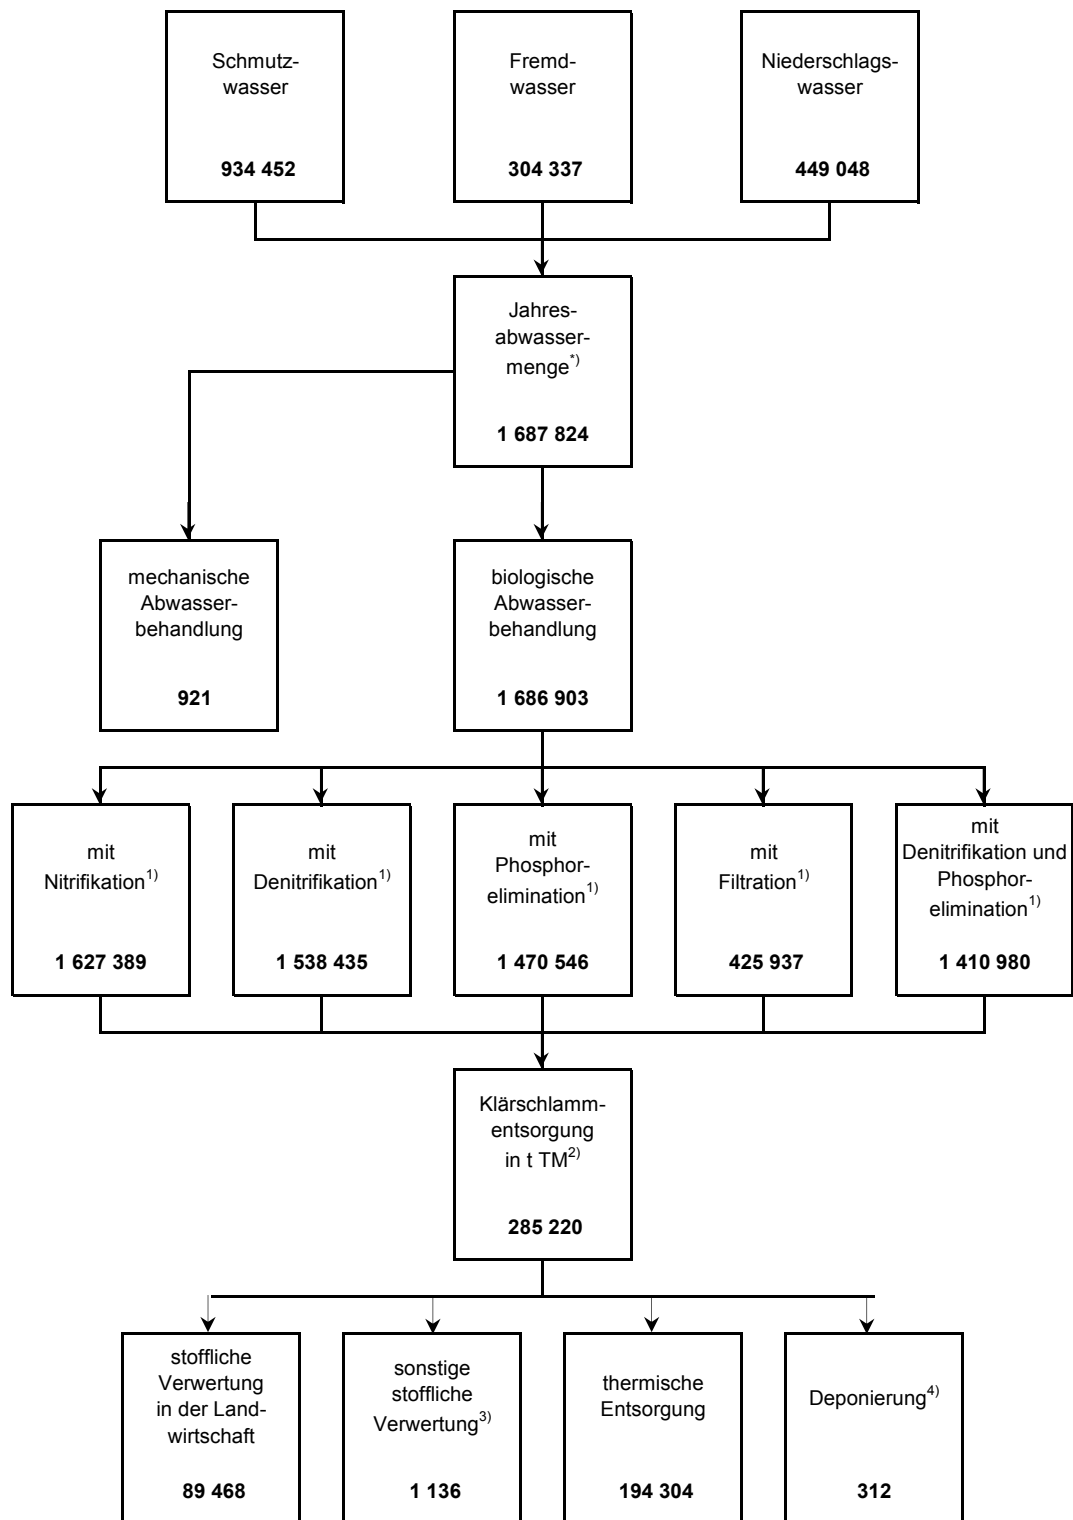 Schmutz-
wasser
934 452
Fremd-
wasser
304 337
Niederschlags-
wasser
449 048
Jahres-
abwasser-
menge*)
1 687 824
mechanische
Abwasser-
behandlung
921
biologische
Abwasser-
behandlung
1 686 903
mit
Nitrifikation1)
1 627 389
mit
Denitrifikation1)
1 538 435
mit
Phosphor-
elimination1)
1 470 546
mit
Filtration1)
425 937
mit
Denitrifikation und
Phosphor-
elimination1)
1 410 980
Klärschlamm-
entsorgung
in t TM2)
285 220
stoffliche
Verwertung
in der Land-
wirtschaft
89 468
sonstige
stoffliche
Verwertung3)
1 136
thermische
Entsorgung
194 304
Deponierung4)
312